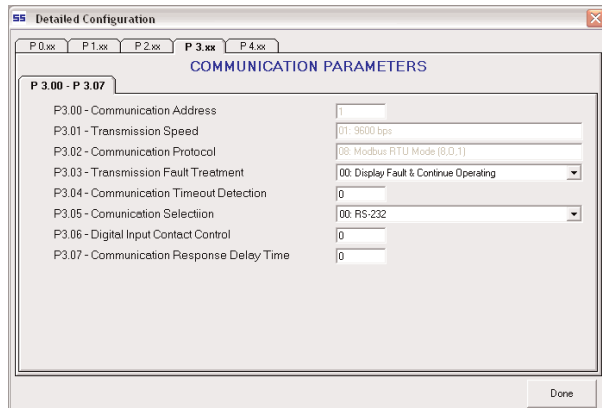 SS Detailed Configuration
P 0.xx P 1.xx P 2.xx P 3.xx P 4.xx
COMMUNICATION PARAMETERS
P 3.00 - P 3.07
P3.00 - Communication Address 1
P3.01 - Transmission Speed 01: 9600 bps
P3.02 - Communication Protocol 08: Modbus RTU Mode (8,O,1)
P3.03 - Transmission Fault Treatment 00: Display Fault & Continue Operating
P3.04 - Communication Timeout Detection 0
P3.05 - Comunication Selectiion 00: RS-232
P3.06 - Digital Input Contact Control 0
P3.07 - Communication Response Delay Time 0
Done